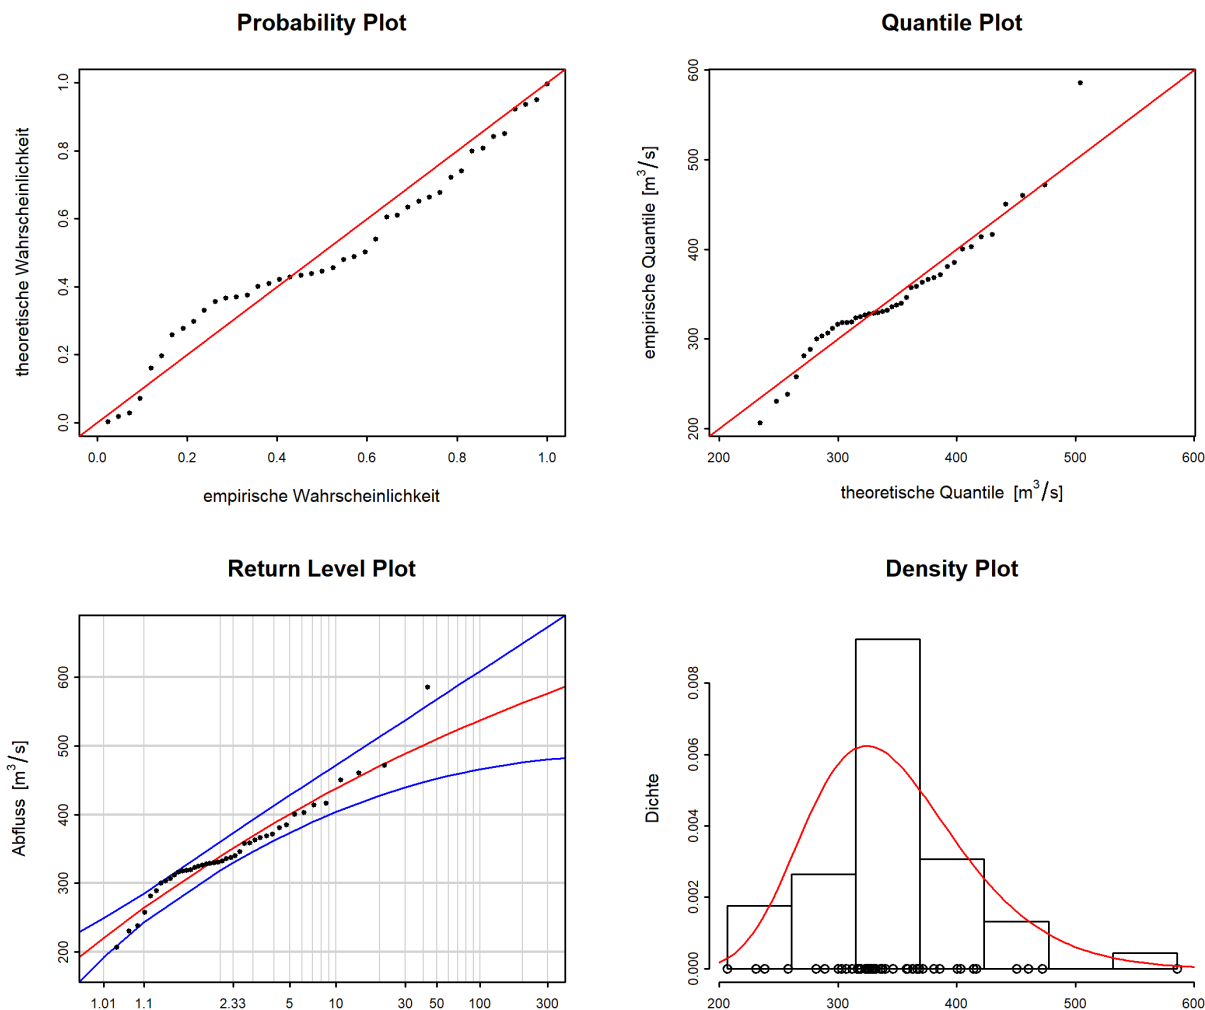 Probability Plot
theoretische Wahrscheinlichkeit
0.0 0.2 0.4 0.6 0.8 1.0
0.0 0.2 0.4 0.6 0.8 1.0
empirische Wahrscheinlichkeit
Quantile Plot
empirische Quantile [m³/s]
200 300 400 500 600
200 300 400 500 600
theoretische Quantile [m³/s]
Return Level Plot
Abfluss [m³/s]
200 300 400 500 600
1.01 1.1 2.33 5 10 30 50 100 300
Density Plot
Dichte
0.000 0.002 0.004 0.006 0.008
200 300 400 500 600